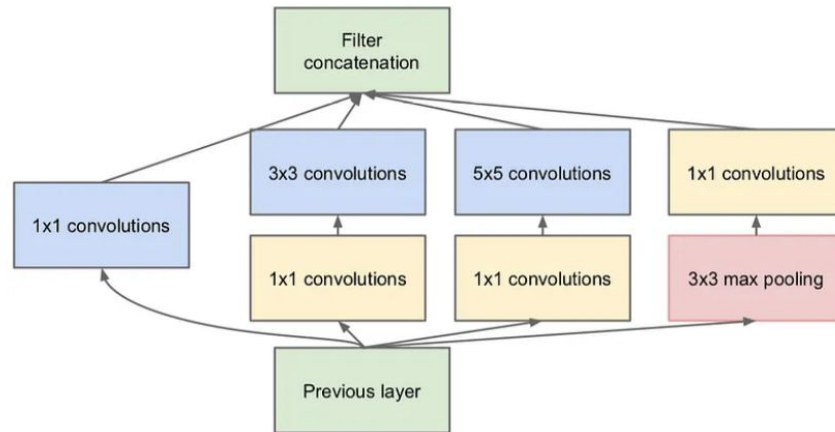 Filter
concatenation
3x3 convolutions
5x5 convolutions
1x1 convolutions
1x1 convolutions
1x1 convolutions
1x1 convolutions
3x3 max pooling
Previous layer